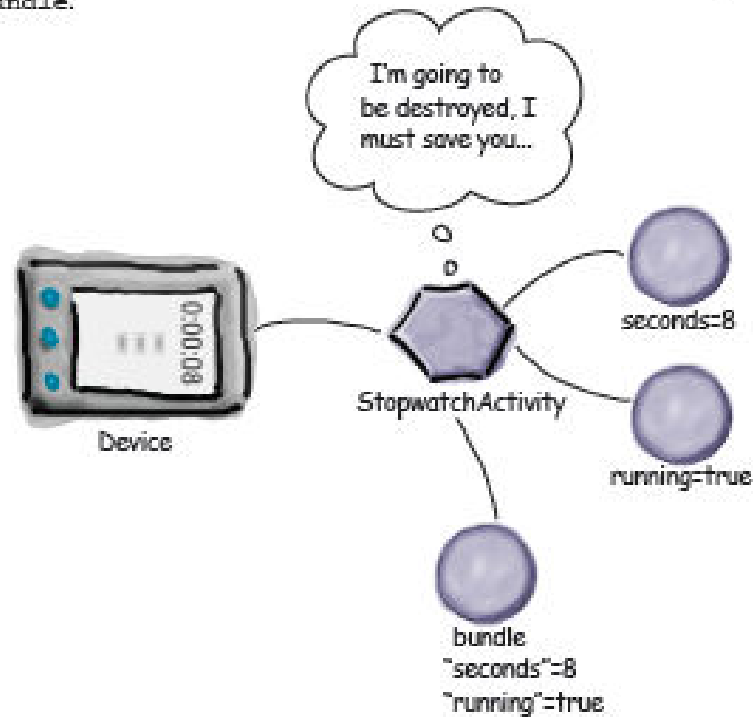 I'm going to
be destroyed, I
must save you...
0:00:08
seconds=8
StopwatchActivity
Device
running=true
bundle
"seconds"=8
"running"=true